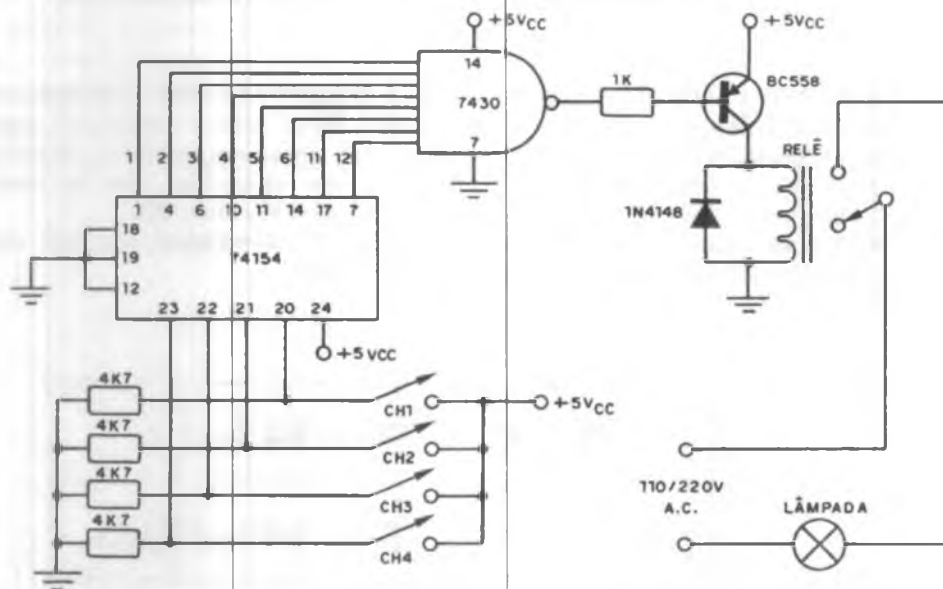 +5VCC
+5VCC
14
7430
7
1K
BC558
RELÊ
1N4148
1 2 3 4 5 6 11 12
1 4 6 10 11 14 17 7
18
19
12
74154
23 22 21 20 24
+5VCC
4K7
CH1
+5VCC
4K7
CH2
4K7
CH3
4K7
CH4
110/220V
A.C.
LÂMPADA